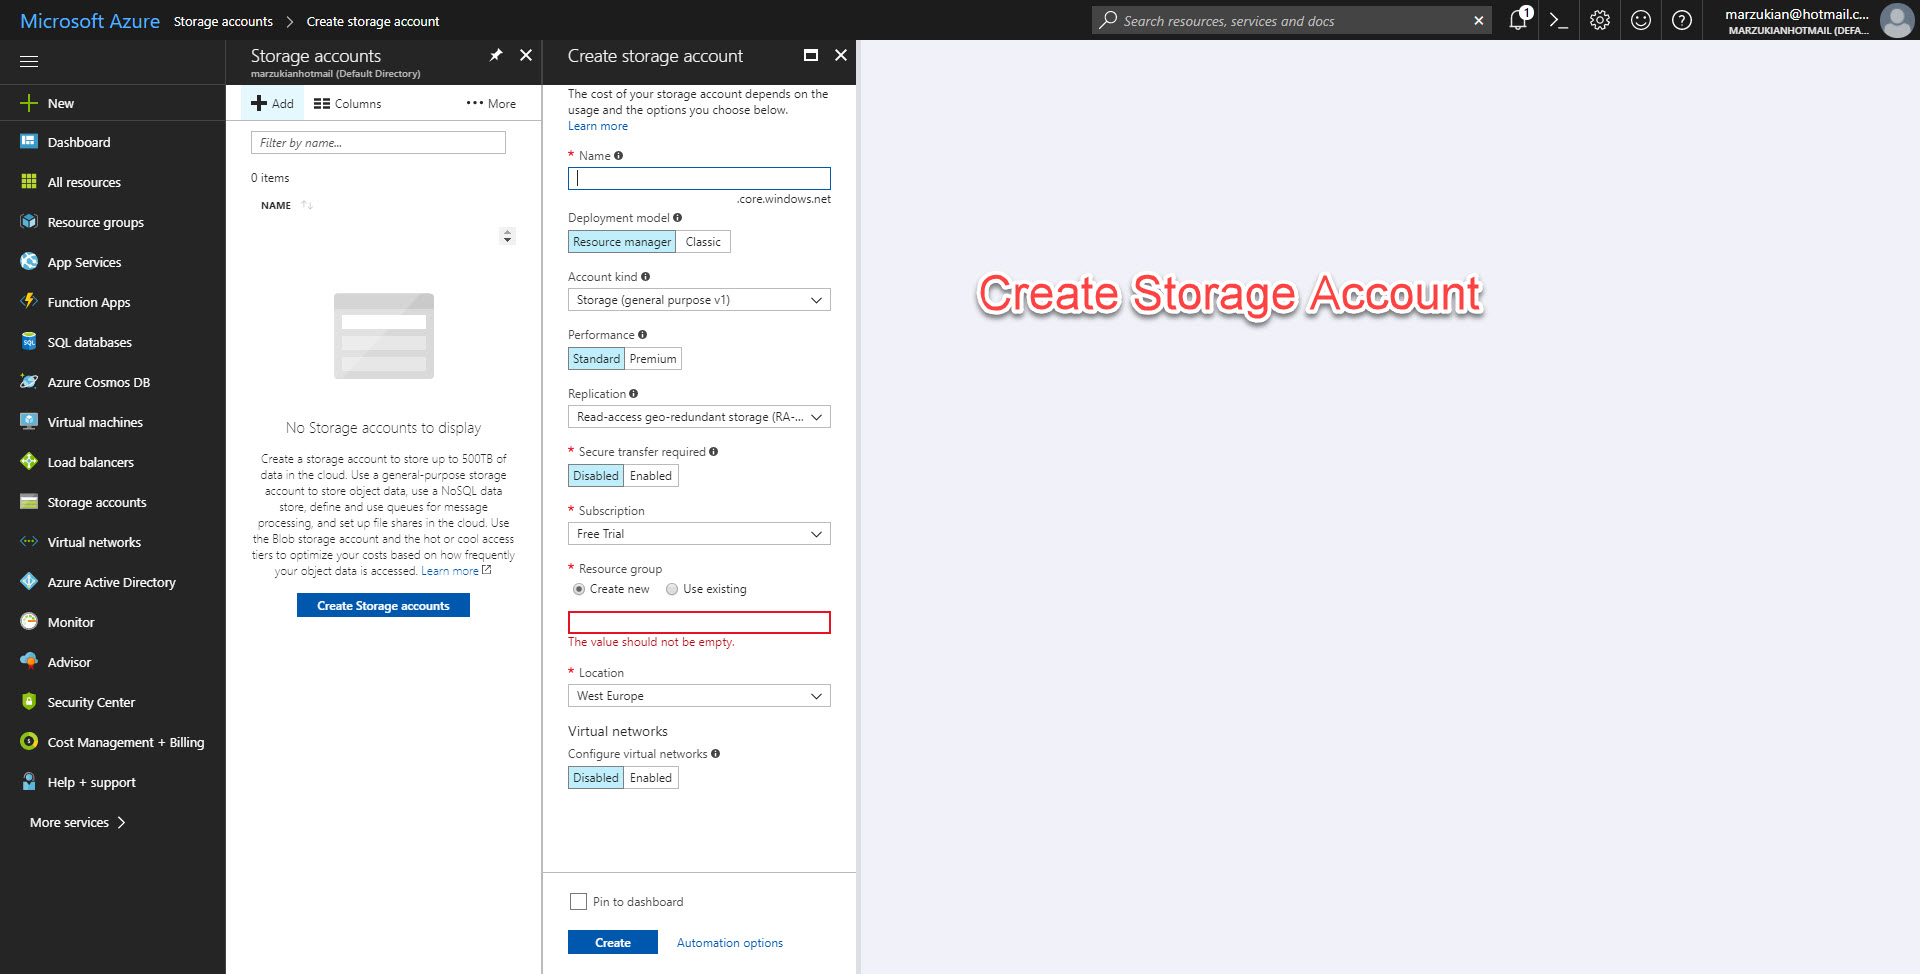 Microsoft Azure Storage accounts > Create storage account
Search resources, services and docs
1
marzukian@hotmail.c...
MARZUKIANHOTMAIL (DEFA...
New
Dashboard
All resources
Resource groups
App Services
Function Apps
SQL databases
Azure Cosmos DB
Virtual machines
Load balancers
Storage accounts
Virtual networks
Azure Active Directory
Monitor
Advisor
Security Center
Cost Management + Billing
Help + support
More services >
Storage accounts
marzukianhotmail (Default Directory)
Add Columns ••• More
Filter by name...
0 items
NAME
No Storage accounts to display
Create a storage account to store up to 500TB of
data in the cloud. Use a general-purpose storage
account to store object data, use a NoSQL data
store, define and use queues for message
processing, and set up file shares in the cloud. Use
the Blob storage account and the hot or cool access
tiers to optimize your costs based on how frequently
your object data is accessed. Learn more
Create Storage accounts
Create storage account
The cost of your storage account depends on the
usage and the options you choose below.
Learn more
* Name
.core.windows.net
Deployment model
Resource manager Classic
Account kind
Storage (general purpose v1)
Performance
Standard Premium
Replication
Read-access geo-redundant storage (RA-...
* Secure transfer required
Disabled Enabled
* Subscription
Free Trial
* Resource group
Create new Use existing
The value should not be empty.
* Location
West Europe
Virtual networks
Configure virtual networks
Disabled Enabled
Pin to dashboard
Create Automation options
Create Storage Account